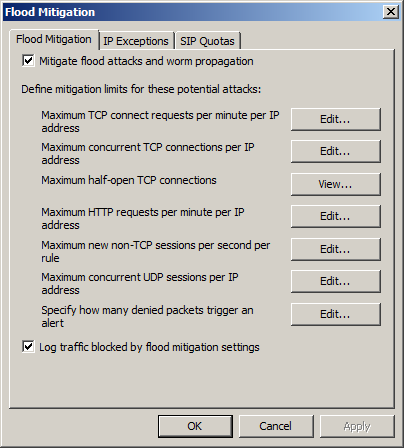 Flood Mitigation
Flood Mitigation IP Exceptions SIP Quotas
Mitigate flood attacks and worm propagation
Define mitigation limits for these potential attacks:
Maximum TCP connect requests per minute per IP
address
Edit...
Maximum concurrent TCP connections per IP
address
Edit...
Maximum half-open TCP connections
View...
Maximum HTTP requests per minute per IP
address
Edit...
Maximum new non-TCP sessions per second per
rule
Edit...
Maximum concurrent UDP sessions per IP
address
Edit...
Specify how many denied packets trigger an
alert
Edit...
Log traffic blocked by flood mitigation settings
OK Cancel Apply